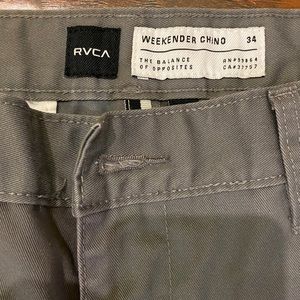 RVCA
WEEKENDER CHINO 34
THE BALANCE
OF OPPOSITES